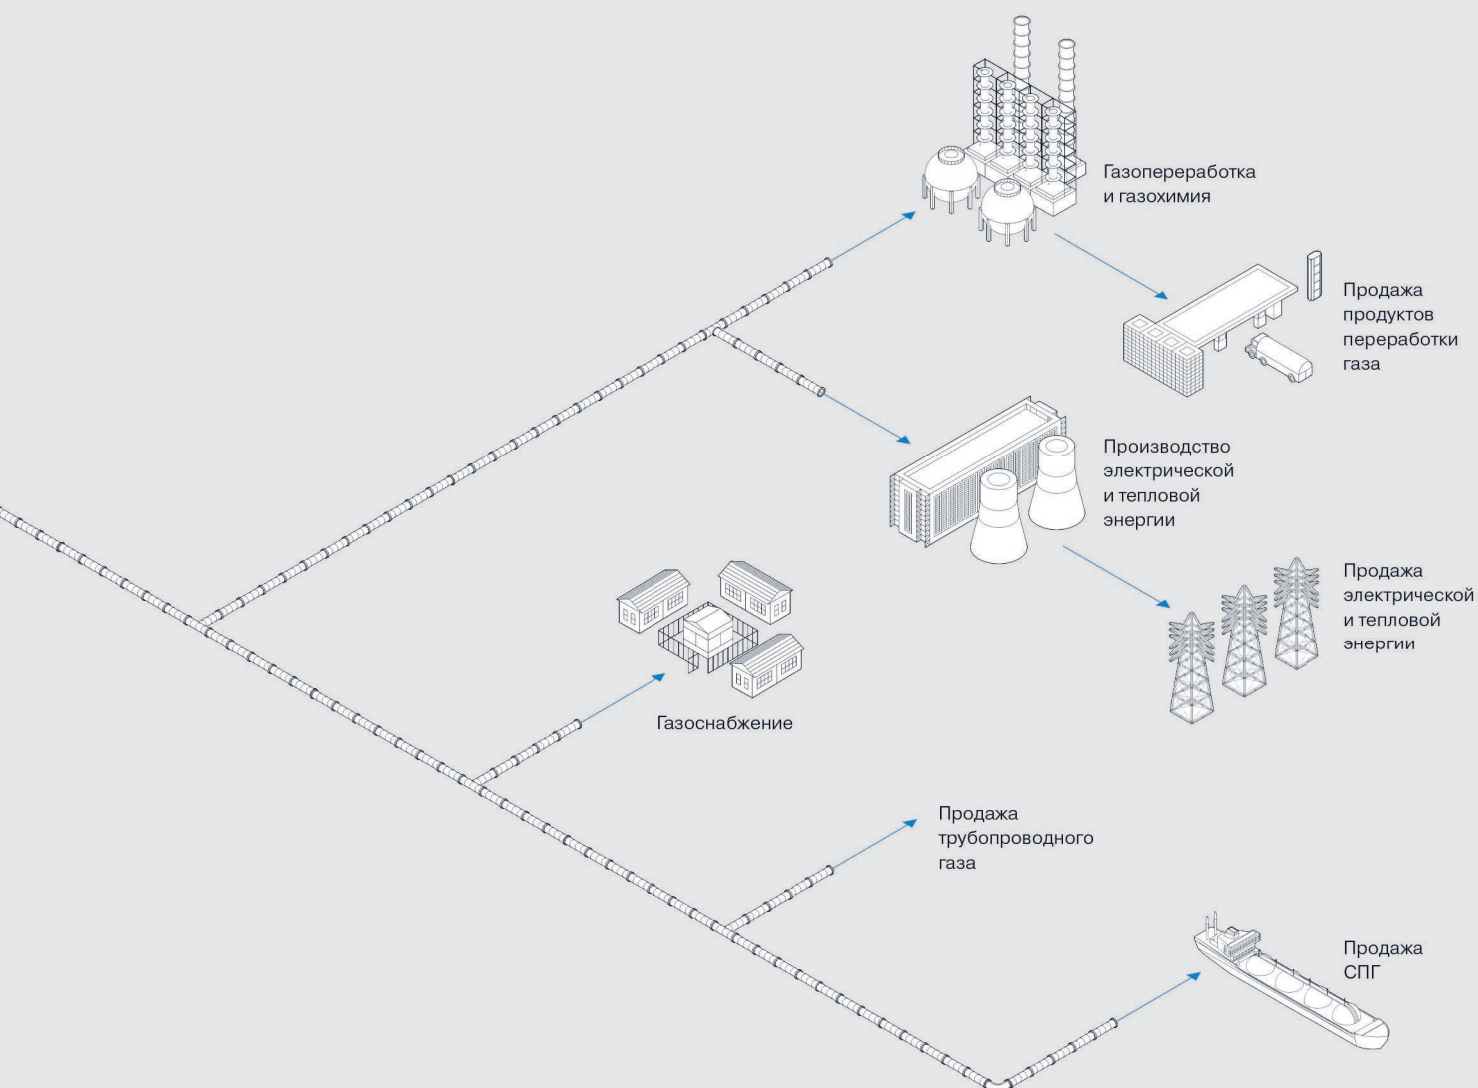 Газопереработка
и газохимия
Продажа
продуктов
переработки
газа
Производство
электрической
и тепловой
энергии
Продажа
электрической
и тепловой
энергии
Газоснабжение
Продажа
трубопроводного
газа
Продажа
СПГ